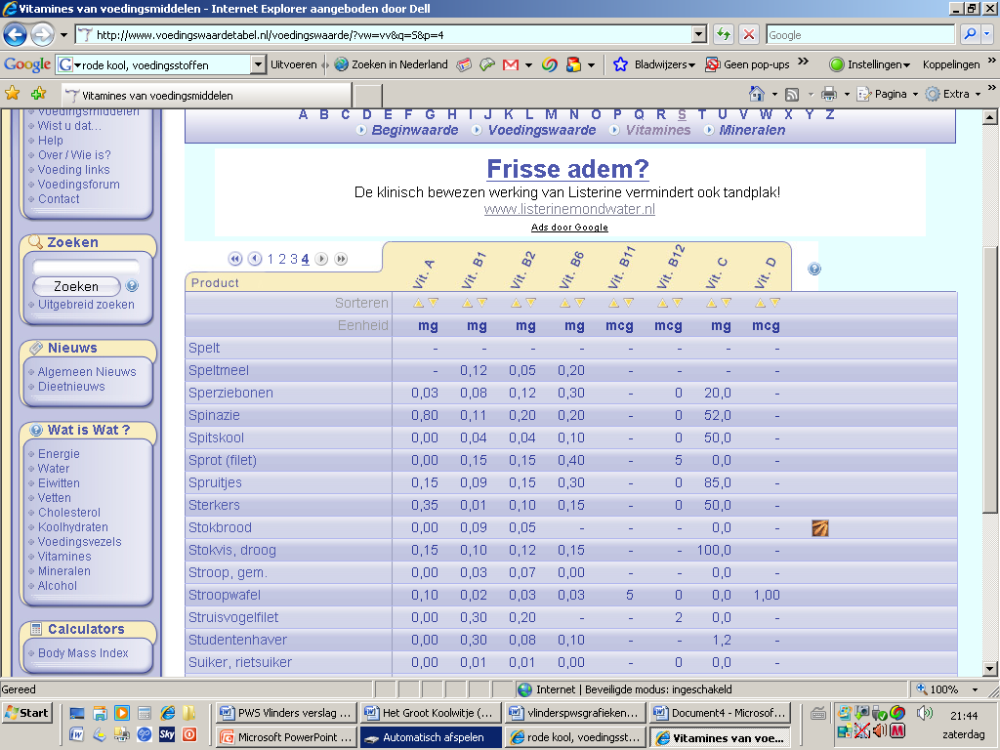 Vitamines van voedingsmiddelen - Internet Explorer aangeboden door Dell
http://www.voedingswaardetabel.nl/voedingswaarde/?vw=vv&q=S&p=4
Google
Google rode kool, voedingsstoffen Uitvoeren Zoeken in Nederland Bladwijzers Geen pop-ups » Instellingen Koppelingen »
Vitamines van voedingsmiddelen Pagina Extra »
voedingsmiddelen
Wist u dat...
Help
Over / Wie is?
Voeding links
Voedingsforum
Contact
Zoeken
Zoeken
Uitgebreid zoeken
Nieuws
Algemeen Nieuws
Dieetnieuws
Wat is Wat ?
Energie
Water
Eiwitten
Vetten
Cholesterol
Koolhydraten
Voedingsvezels
Vitamines
Mineralen
Alcohol
Calculators
Body Mass Index
A B C D E F G H I J K L M N O P Q R S T U V W X Y Z
Beginwaarde Voedingswaarde Vitamines Mineralen
Frisse adem?
De klinisch bewezen werking van Listerine vermindert ook tandplak!
www.listerinemondwater.nl
Ads door Google
1 2 3 4
Product Vit. A Vit. B1 Vit. B2 Vit. B6 Vit. B11 Vit. B12 Vit. C Vit. D
Sorteren
Eenheid mg mg mg mg mcg mcg mg mcg
Spelt - - - - - - - -
Speltmeel - 0,12 0,05 0,20 - - - -
Sperziebonen 0,03 0,08 0,12 0,30 - 0 20,0 -
Spinazie 0,80 0,11 0,20 0,20 - 0 52,0 -
Spitskool 0,00 0,04 0,04 0,10 - 0 50,0 -
Sprot (filet) 0,00 0,15 0,15 0,40 - 5 0,0 -
Spruitjes 0,15 0,09 0,15 0,30 - 0 85,0 -
Sterkers 0,35 0,01 0,10 0,15 - 0 50,0 -
Stokbrood 0,00 0,09 0,05 - - - 0,0 -
Stokvis, droog 0,15 0,10 0,12 0,15 - - 100,0 -
Stroop, gem. 0,00 0,03 0,07 0,00 - - 0,0 -
Stroopwafel 0,10 0,02 0,03 0,03 5 0 0,0 1,00
Struisvogelfilet 0,00 0,30 0,20 - - 2 0,0 -
Studentenhaver 0,00 0,30 0,08 0,10 - - 1,2 -
Suiker, rietsuiker 0,00 0,01 0,01 0,00 - 0 0,0 -
Gereed Internet | Beveiligde modus: ingeschakeld 100%
Start PWS Vlinders verslag ... Het Groot Koolwitje (... vlinderspwsgrafieken... Document4 - Microsof... 21:44
Sky Microsoft PowerPoint ... Automatisch afspelen rode kool, voedingsst... Vitamines van voe... zaterdag